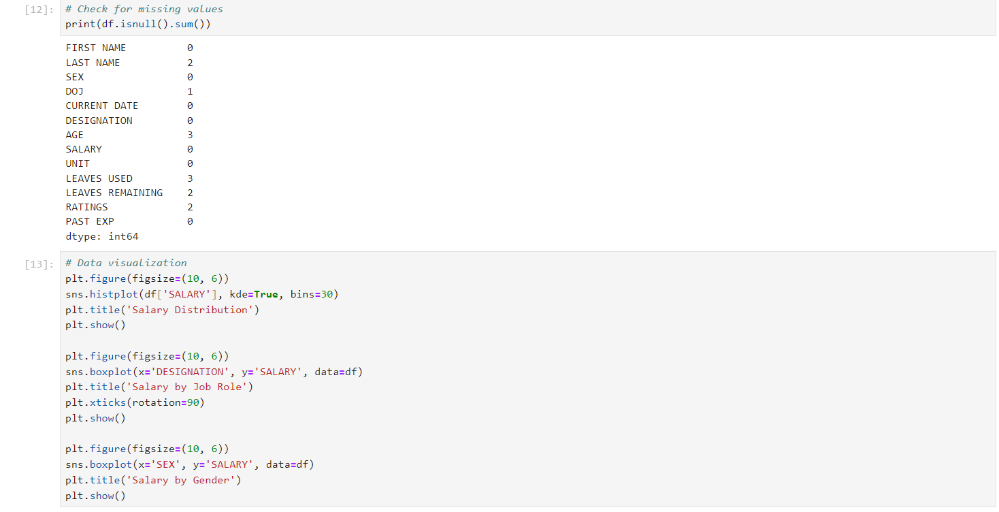 [12]: # Check for missing values
print(df.isnull().sum())
FIRST NAME          0
LAST NAME           2
SEX                 0
DOJ                 1
CURRENT DATE        0
DESIGNATION         0
AGE                 3
SALARY              0
UNIT                0
LEAVES USED         3
LEAVES REMAINING    2
RATINGS             2
PAST EXP            0
dtype: int64
[13]: # Data visualization
plt.figure(figsize=(10, 6))
sns.histplot(df['SALARY'], kde=True, bins=30)
plt.title('Salary Distribution')
plt.show()
plt.figure(figsize=(10, 6))
sns.boxplot(x='DESIGNATION', y='SALARY', data=df)
plt.title('Salary by Job Role')
plt.xticks(rotation=90)
plt.show()
plt.figure(figsize=(10, 6))
sns.boxplot(x='SEX', y='SALARY', data=df)
plt.title('Salary by Gender')
plt.show()